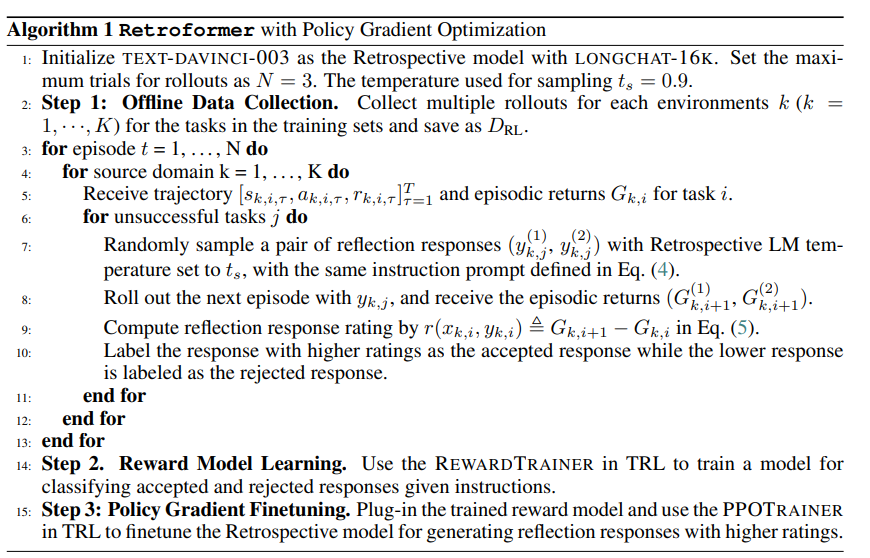 Algorithm 1 Retroformer with Policy Gradient Optimization
1: Initialize TEXT-DAVINCI-003 as the Retrospective model with LONGCHAT-16K. Set the maxi-
mum trials for rollouts as N = 3. The temperature used for sampling t_s = 0.9.
2: Step 1: Offline Data Collection. Collect multiple rollouts for each environments k (k =
1, ⋯, K) for the tasks in the training sets and save as D_RL.
3: for episode t = 1, ..., N do
4: for source domain k = 1, ..., K do
5: Receive trajectory [s_{k,i,τ}, a_{k,i,τ}, r_{k,i,τ}]_{τ=1}^{T} and episodic returns G_{k,i} for task i.
6: for unsuccessful tasks j do
7: Randomly sample a pair of reflection responses (y_{k,j}^{(1)}, y_{k,j}^{(2)}) with Retrospective LM tem-
perature set to t_s, with the same instruction prompt defined in Eq. (4).
8: Roll out the next episode with y_{k,j}, and receive the episodic returns (G_{k,i+1}^{(1)}, G_{k,i+1}^{(2)}).
9: Compute reflection response rating by r(x_{k,i}, y_{k,i}) ≜ G_{k,i+1} − G_{k,i} in Eq. (5).
10: Label the response with higher ratings as the accepted response while the lower response
is labeled as the rejected response.
11: end for
12: end for
13: end for
14: Step 2. Reward Model Learning. Use the REWARDTRAINER in TRL to train a model for
classifying accepted and rejected responses given instructions.
15: Step 3: Policy Gradient Finetuning. Plug-in the trained reward model and use the PPOTRAINER
in TRL to finetune the Retrospective model for generating reflection responses with higher ratings.